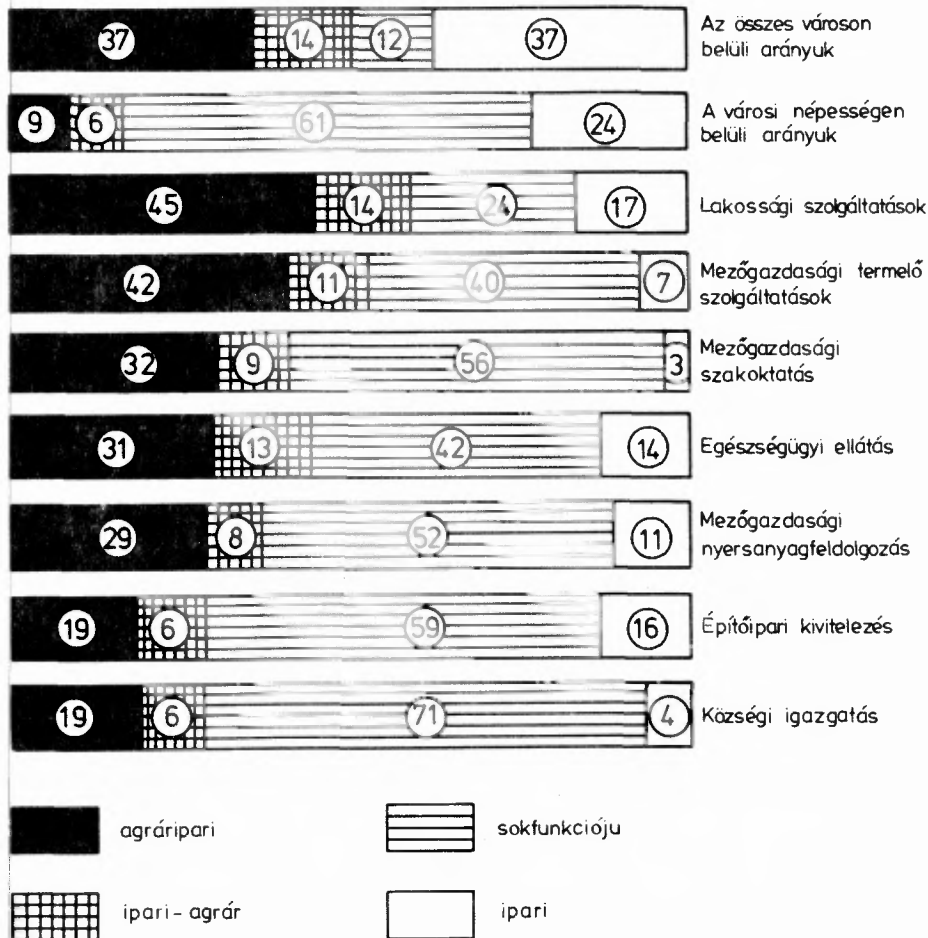 37 14 12 37 Az összes városon
belüli arányuk
9 6 61 24 A városi népességen
belüli arányuk
45 14 24 17 Lakossági szolgáltatások
42 11 40 7 Mezőgazdasági termelő
szolgáltatások
32 9 56 3 Mezőgazdasági
szakoktatás
31 13 42 14 Egészségügyi ellátás
29 8 52 11 Mezőgazdasági
nyersanyagfeldolgozás
19 6 59 16 Építőipari kivitelezés
19 6 71 4 Községi igazgatás
agráripari sokfunkcióju
ipari-agrár ipari